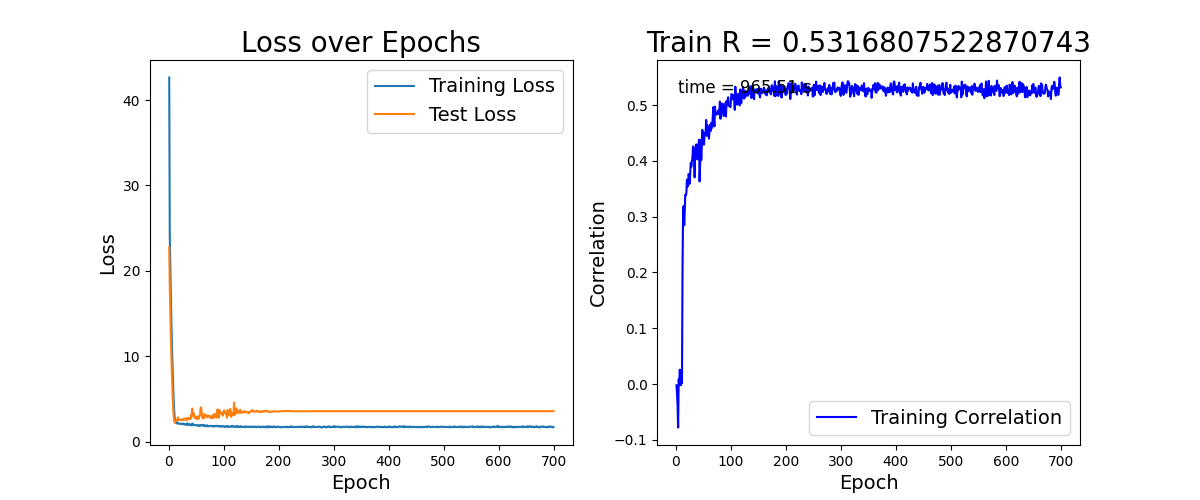 Loss over Epochs
Training Loss
Test Loss
40
30
20
10
0
Loss
0 100 200 300 400 500 600 700
Epoch
Train R = 0.5316807522870743
time = 965.51 s
0.5
0.4
0.3
0.2
0.1
0.0
−0.1
Correlation
Training Correlation
0 100 200 300 400 500 600 700
Epoch